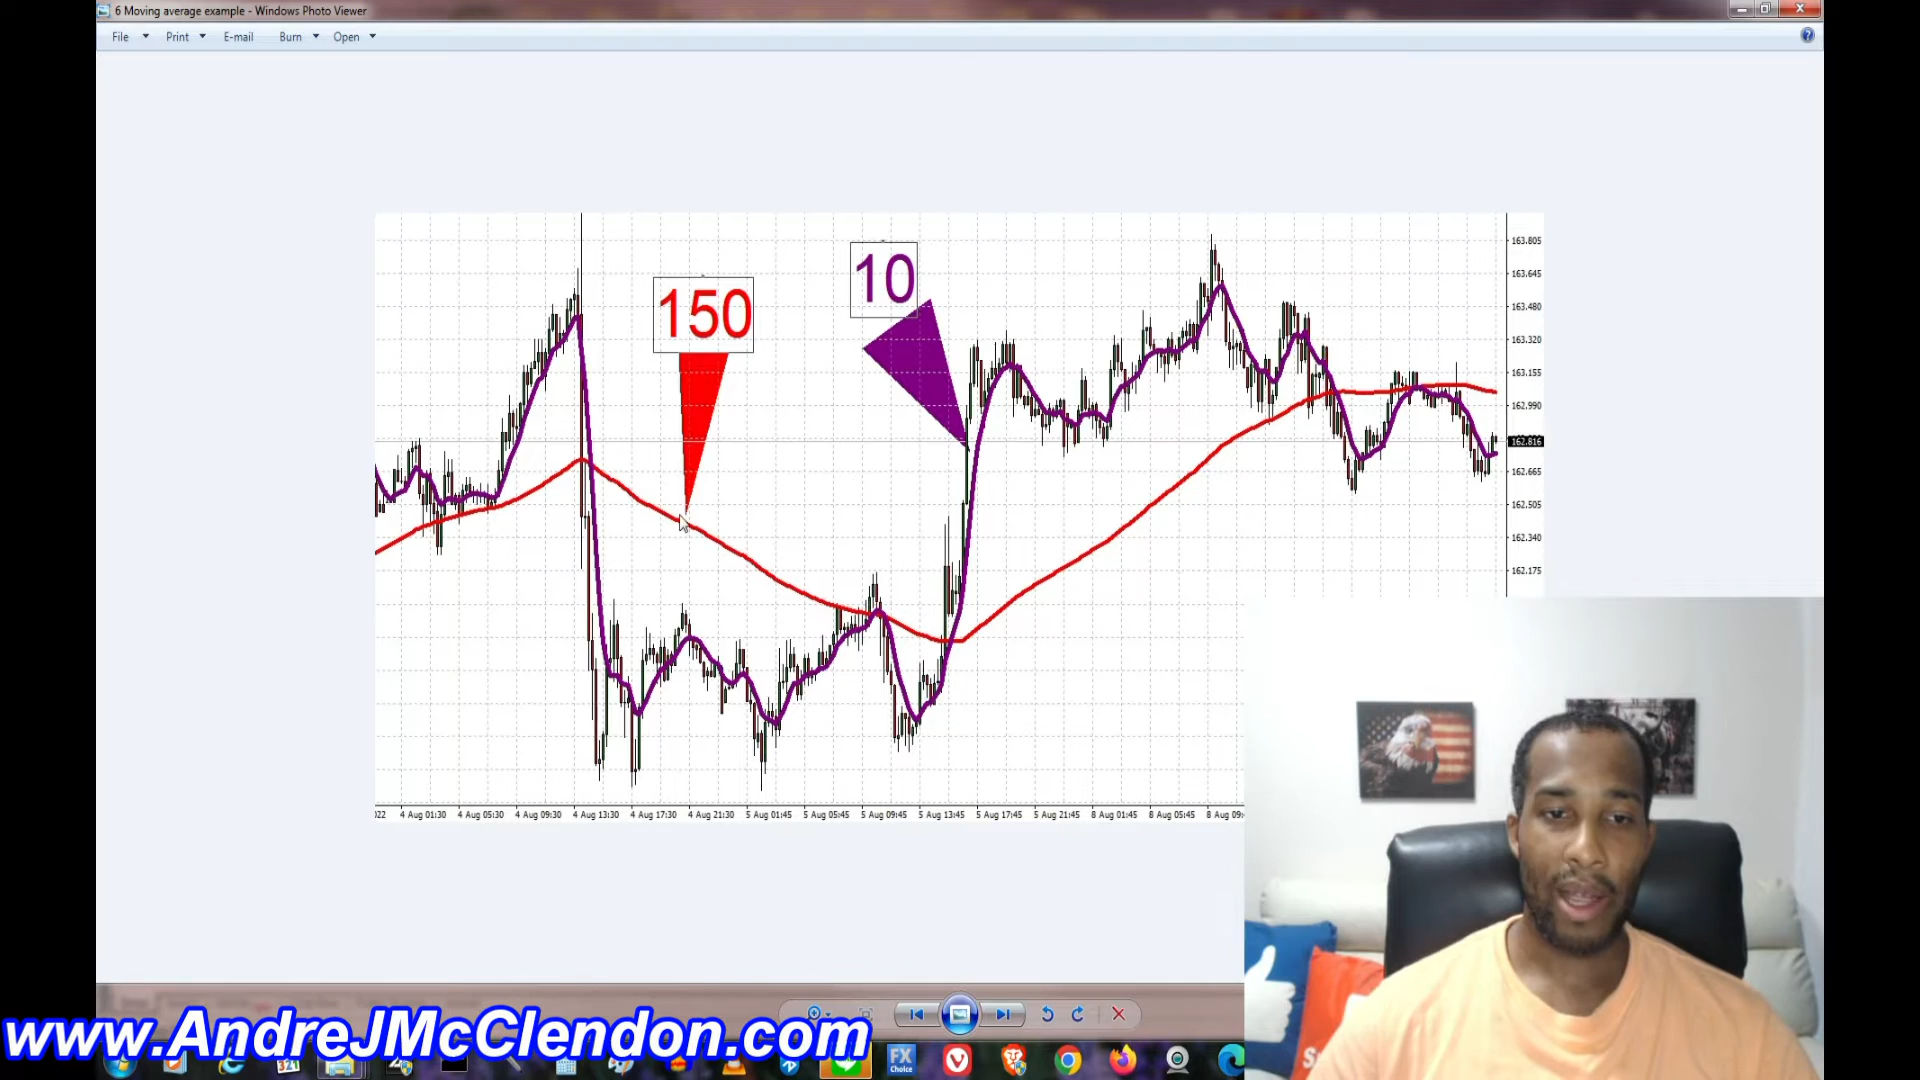 6 Moving average example - Windows Photo Viewer
File Print E-mail Burn Open
163.805
10
163.645
150
163.480
163.320
163.155
162.990
162.816
162.665
162.505
162.340
162.175
022 4 Aug 01:30 4 Aug 05:30 4 Aug 09:30 4 Aug 13:30 4 Aug 17:30 4 Aug 21:30 5 Aug 01:45 5 Aug 05:45 5 Aug 09:45 5 Aug 13:45 5 Aug 17:45 5 Aug 21:45 8 Aug 01:45 8 Aug 05:45 8 Aug 09:
www.AndreJMcClendon.com
321
FX
Choice